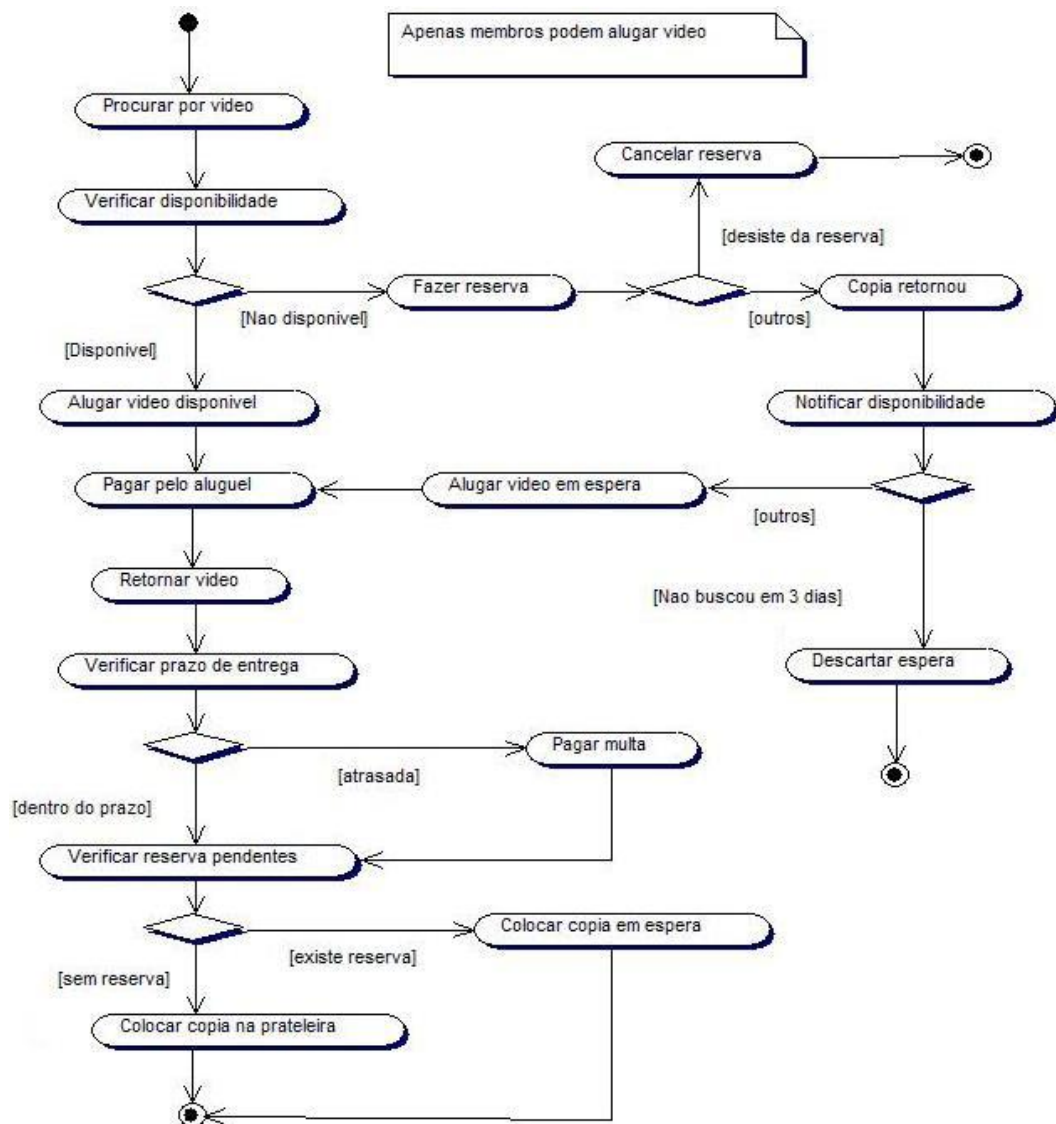 Apenas membros podem alugar video
Procurar por video
Cancelar reserva
Verificar disponibilidade
[desiste da reserva]
Fazer reserva
Copia retornou
[Nao disponivel]
[outros]
[Disponivel]
Alugar video disponivel
Notificar disponibilidade
Pagar pelo aluguel
Alugar video em espera
[outros]
Retornar video
[Nao buscou em 3 dias]
Verificar prazo de entrega
Descartar espera
Pagar multa
[atrasada]
[dentro do prazo]
Verificar reserva pendentes
Colocar copia em espera
[existe reserva]
[sem reserva]
Colocar copia na prateleira